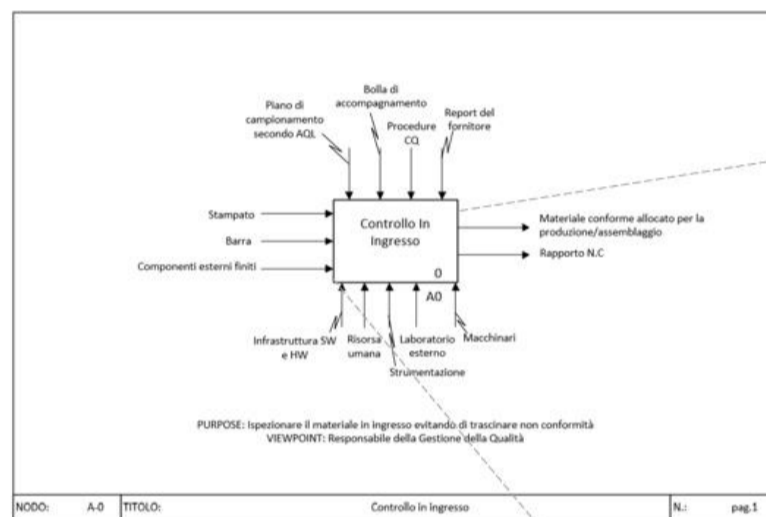 Bolla di
accompagnamento
Piano di
campionamento
secondo AQL
Procedure
CQ
Report del
fornitore
Stampato
Barra
Componenti esterni finiti
Controllo In
Ingresso
0
A0
Materiale conforme allocato per la
produzione/assemblaggio
Rapporto N.C
Infrastruttura SW
e HW
Risorsa
umana
Strumentazione
Laboratorio
esterno
Macchinari
PURPOSE: Ispezionare il materiale in ingresso evitando di trascinare non conformità
VIEWPOINT: Responsabile della Gestione della Qualità
NODO: A-0 TITOLO: Controllo in ingresso N.: pag.1